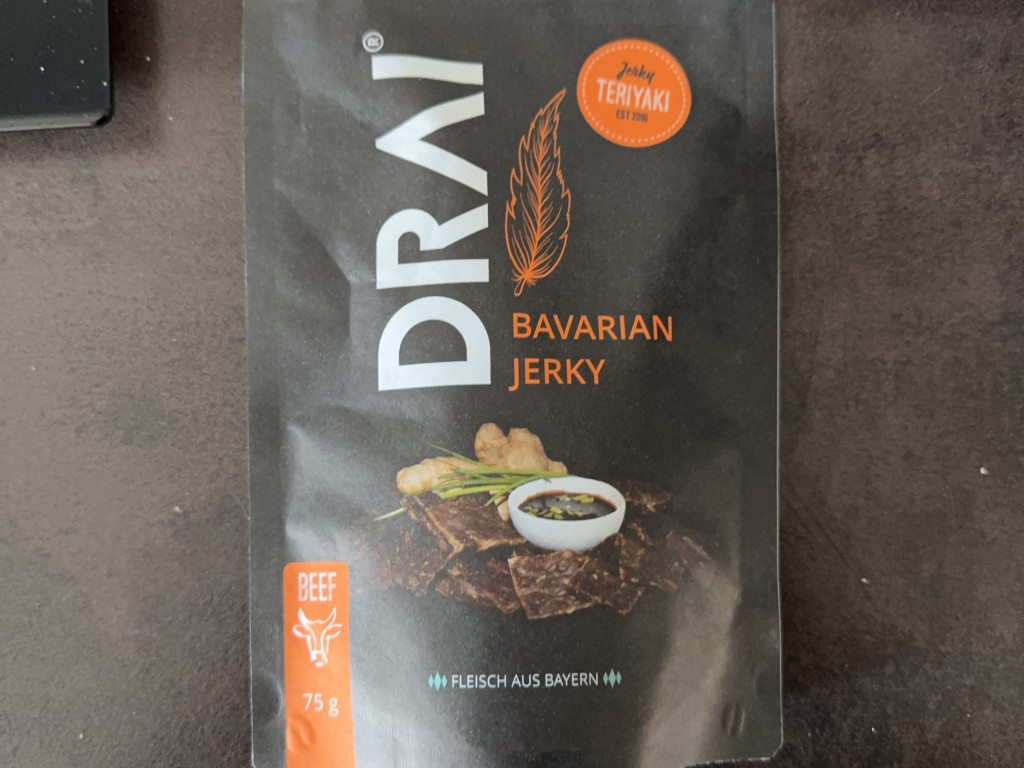 DRAI®
Jerky
TERIYAKI
EST 2016
BAVARIAN
JERKY
BEEF
75 g
FLEISCH AUS BAYERN